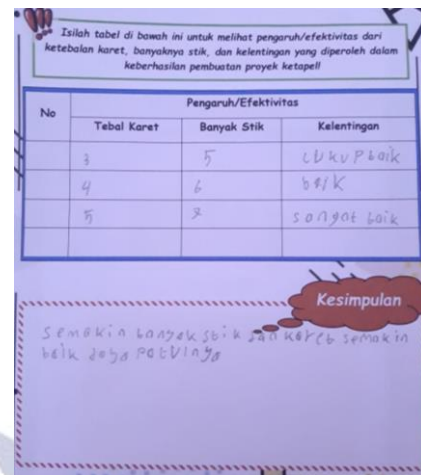 Isilah tabel di bawah ini untuk melihat pengaruh/efektivitas dari
ketebalan karet, banyaknya stik, dan kelentingan yang diperoleh dalam
keberhasilan pembuatan proyek ketapel!
No
Pengaruh/Efektivitas
Tebal Karet Banyak Stik Kelentingan
3 5 cukup baik
4 6 baik
5 8 sangat baik
Kesimpulan
Semakin banyak stik dan karet semakin
baik daya